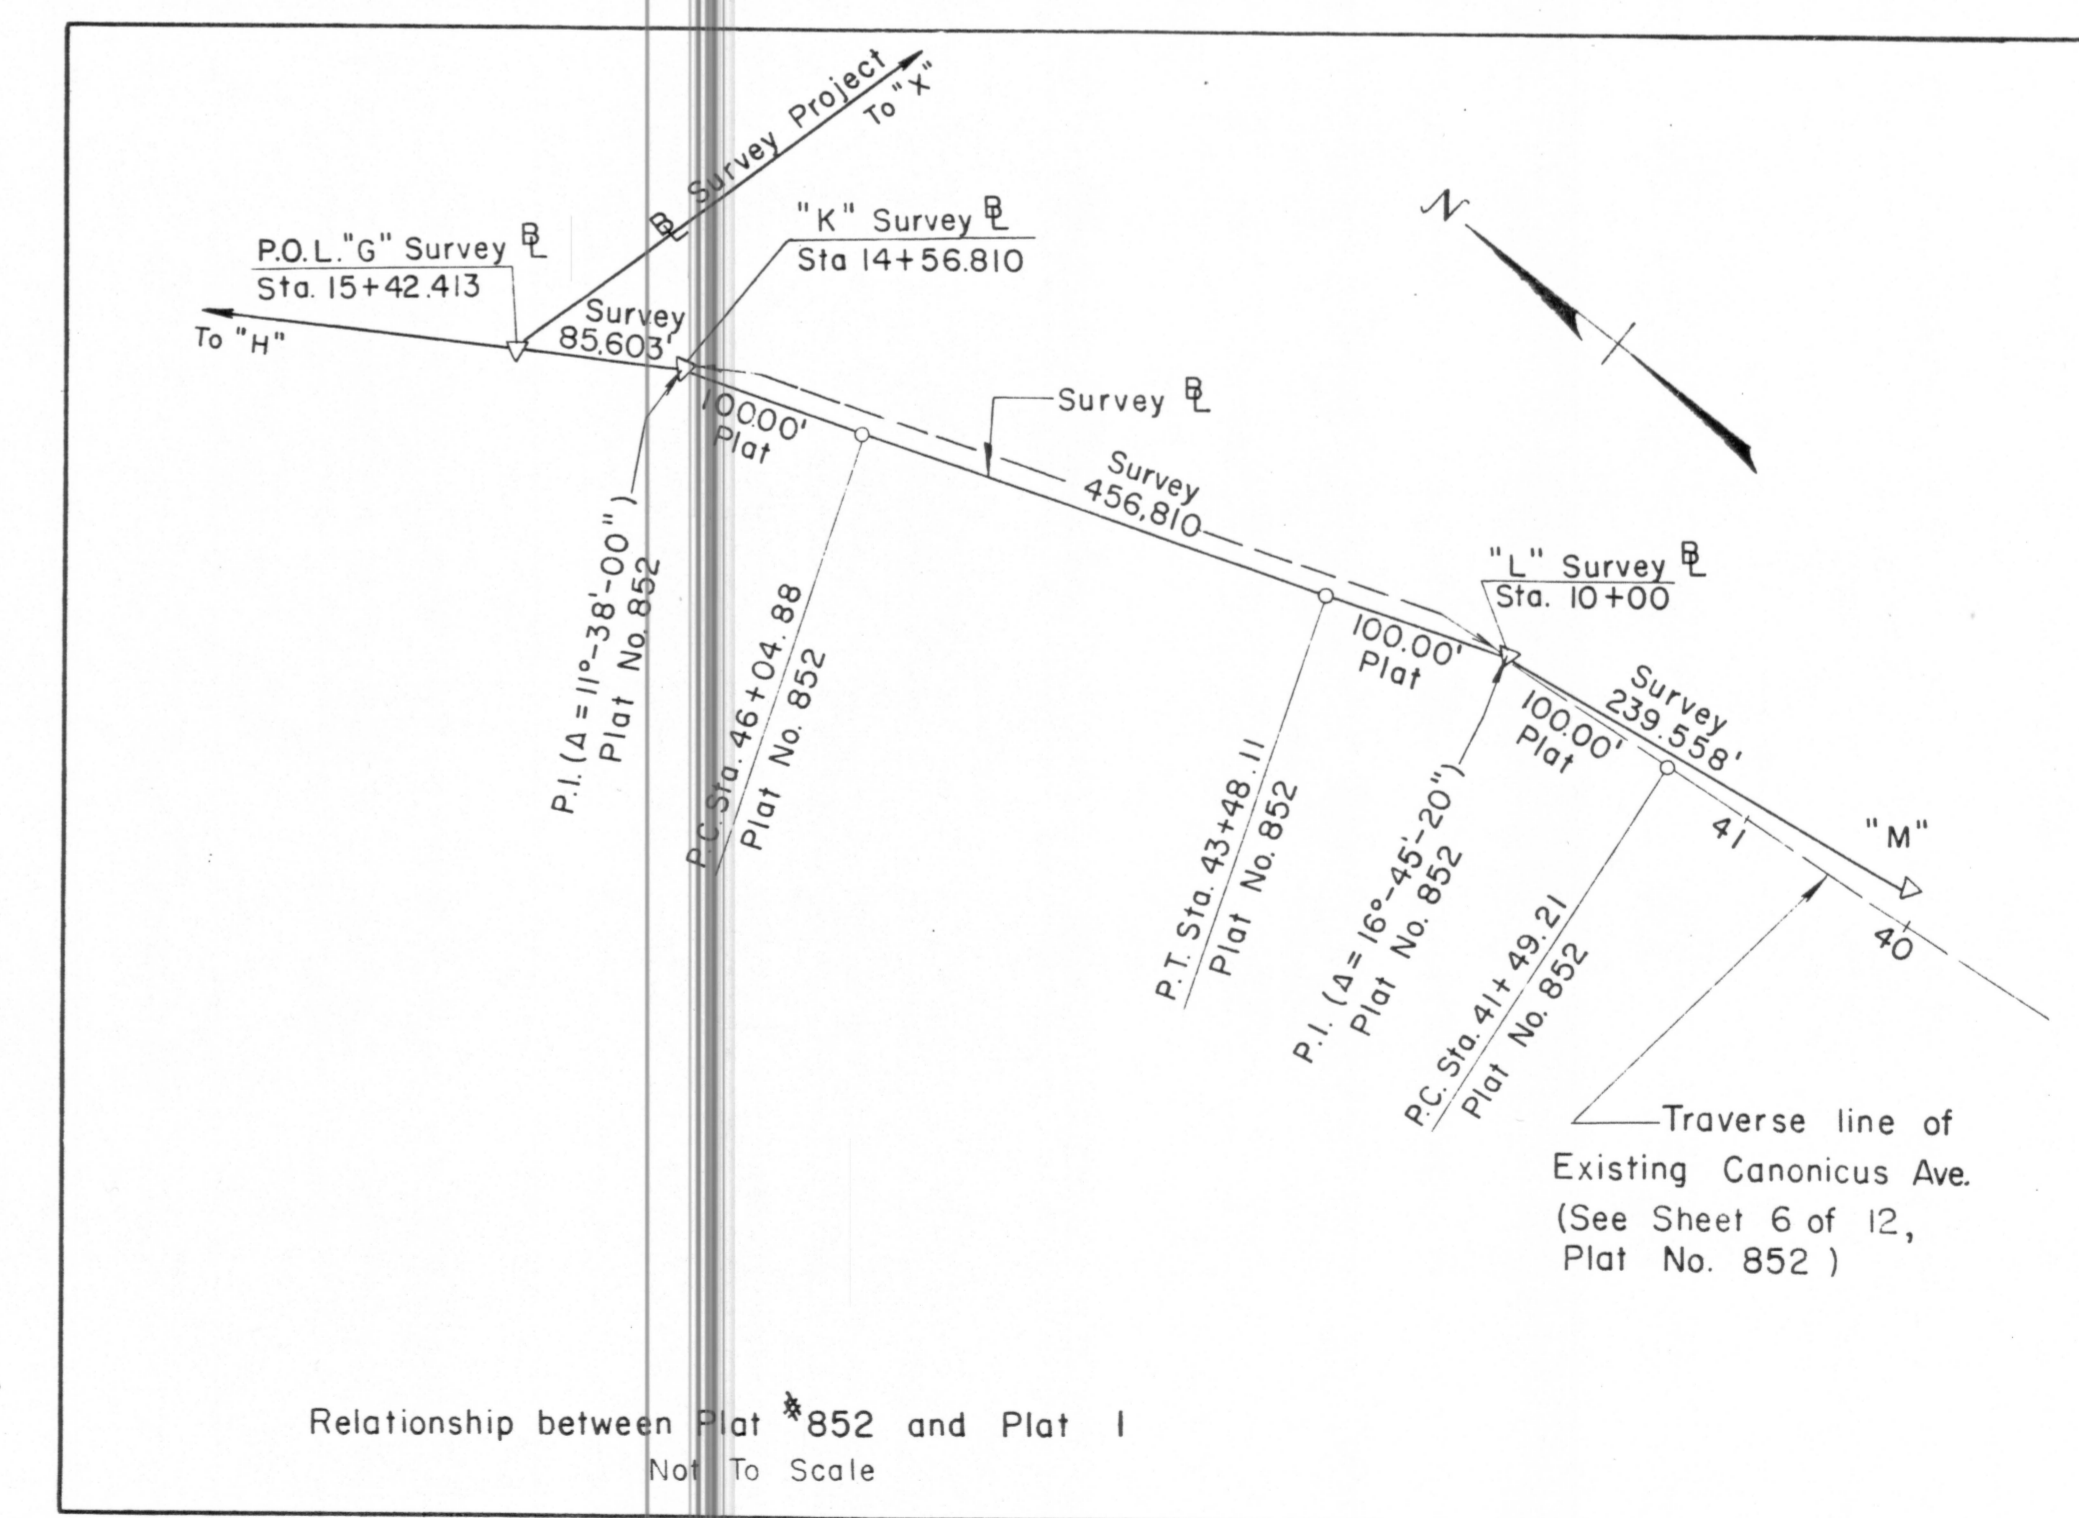 BL Survey Project
To "X"
"K" Survey BL
Sta 14+56.810
P.O.L. "G" Survey BL
Sta. 15+42.413
To "H"
Survey
85.603'
100.00'
Plat
Survey BL
N
Survey
456.810
"L" Survey BL
Sta. 10+00
100.00'
Plat
Survey
239.558'
100.00'
Plat
P.I. (Δ = 11°-38'-00")
Plat No. 852
P.C. Sta. 46+04.88
Plat No. 852
P.T. Sta. 43+48.11
Plat No. 852
P.I. (Δ = 16°-45'-20")
Plat No. 852
P.C. Sta. 41+49.21
Plat No. 852
41
"M"
40
Traverse line of
Existing Canonicus Ave.
(See Sheet 6 of 12,
Plat No. 852 )
Relationship between Plat #852 and Plat 1
Not To Scale